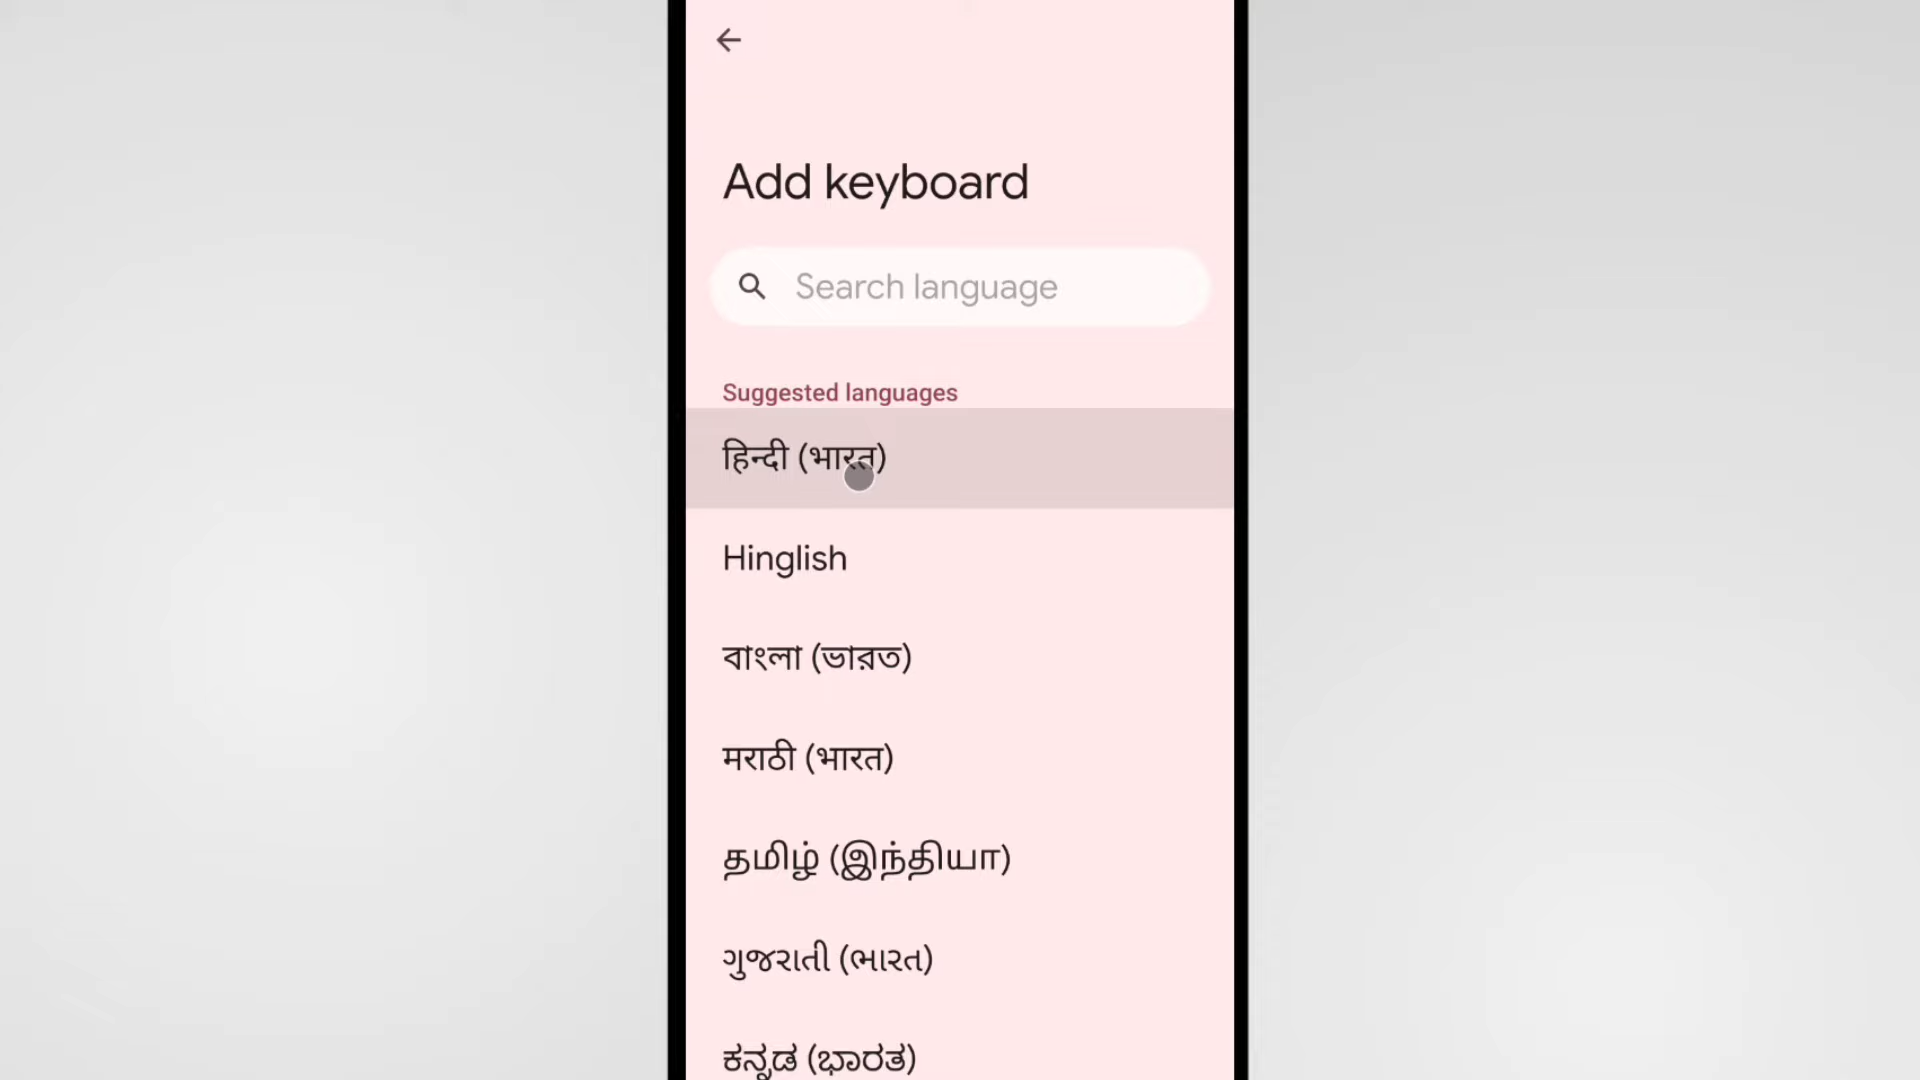 Add keyboard
Search language
Suggested languages
हिन्दी (भारत)
Hinglish
বাংলা (ভারত)
मराठी (भारत)
தமிழ் (இந்தியா)
ગુજરાતી (ભારત)
ಕನ್ನಡ (ಭಾರತ)